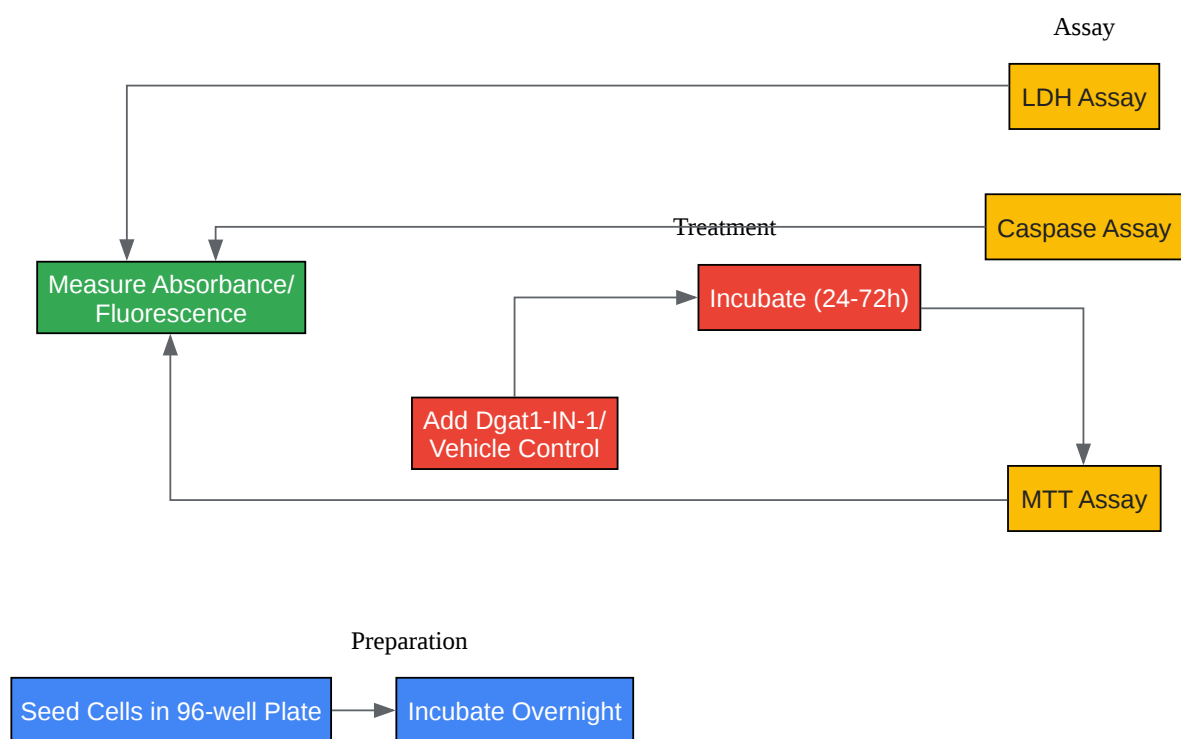 Assay
LDH Assay
Caspase Assay
Treatment
Measure Absorbance/
Fluorescence
Incubate (24-72h)
Add Dgat1-IN-1/
Vehicle Control
MTT Assay
Preparation
Seed Cells in 96-well Plate
Incubate Overnight